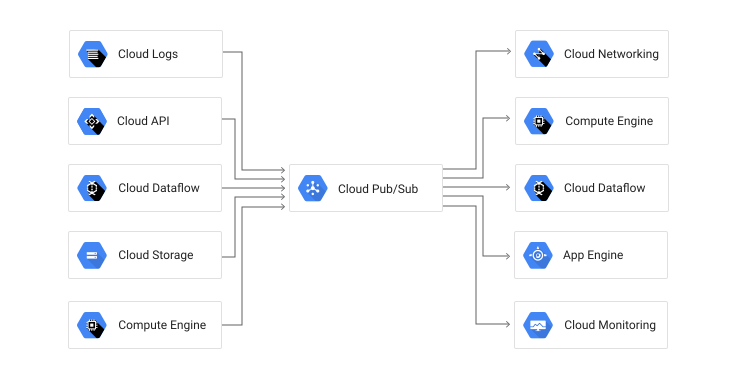 Cloud Logs
Cloud API
Cloud Dataflow
Cloud Storage
Compute Engine
Cloud Pub/Sub
Cloud Networking
Compute Engine
Cloud Dataflow
App Engine
Cloud Monitoring